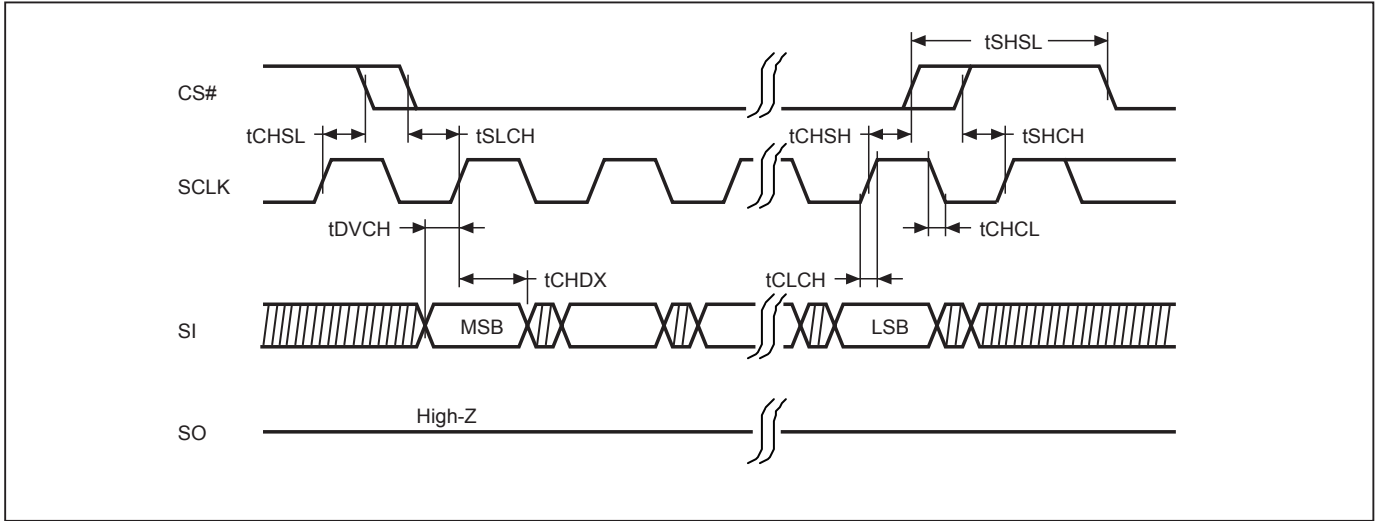 tSHSL
CS#
tCHSL
tSLCH
tCHSH
tSHCH
SCLK
tDVCH
tCHCL
tCHDX
tCLCH
SI
MSB
LSB
High-Z
SO